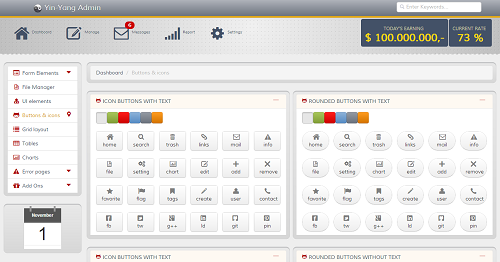 Yin Yang Admin
Enter Keywords...
Dashboard
Manage
6
Messages
Report
Settings
TODAY'S EARNING
$ 100.000.000,-
CURRENT RATE
73 %
Form Elements
File Manager
UI elements
Buttons & icons
Grid layout
Tables
Charts
Error pages
Add Ons
November
1
Dashboard / Buttons & icons
ICON BUTTONS WITH TEXT
home search trash links mail info
file setting chart edit add remove
favorite flag tags create user contact
fb tw g++ ld git pin
ROUNDED BUTTONS WITH TEXT
home search trash links mail info
file setting chart edit add remove
favorite flag tags create user contact
fb tw g++ ld git pin
ICON BUTTONS WITHOUT TEXT
ROUNDED BUTTONS WITHOUT TEXT